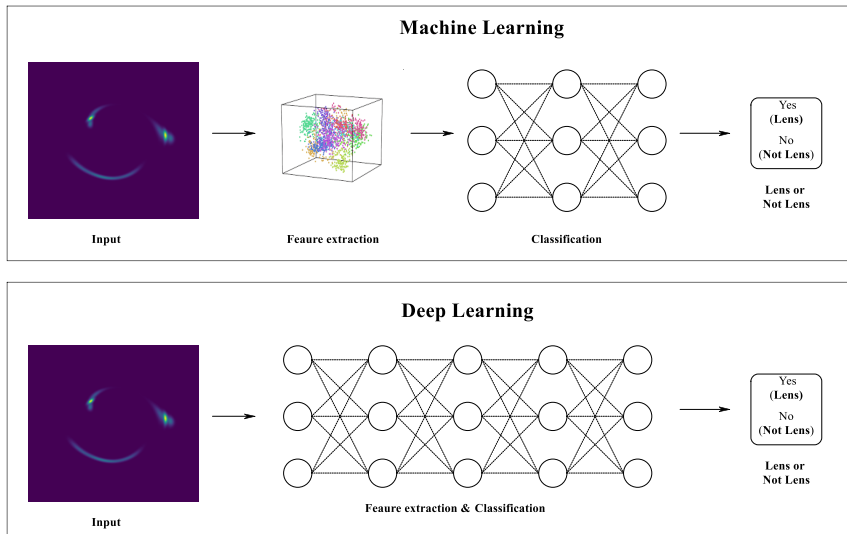 Machine Learning
Yes
(Lens)
No
(Not Lens)
Lens or
Not Lens
Input
Feaure extraction
Classification
Deep Learning
Yes
(Lens)
No
(Not Lens)
Lens or
Not Lens
Feaure extraction & Classification
Input